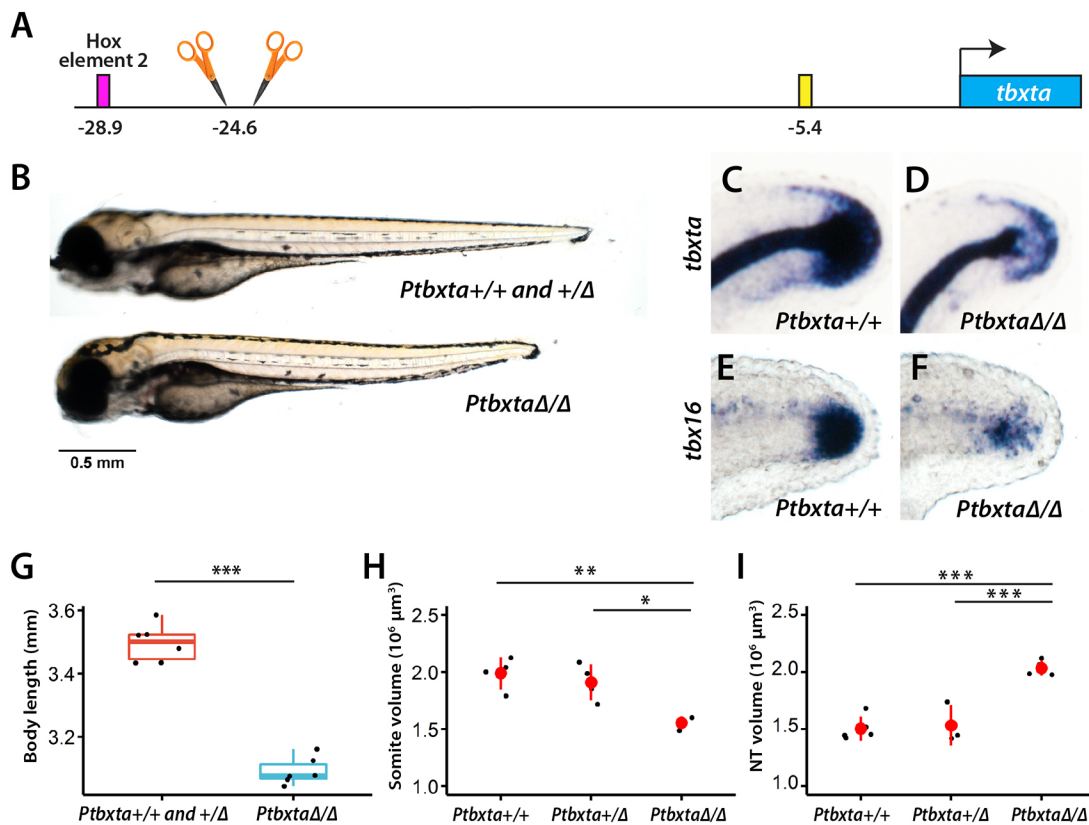 A
Hox
element 2
tbxta
-28.9
-24.6
-5.4
B
Ptbxta+/+ and +/Δ
PtbxtaΔ/Δ
0.5 mm
C
D
tbxta
Ptbxta+/+
PtbxtaΔ/Δ
E
F
tbx16
Ptbxta+/+
PtbxtaΔ/Δ
G
***
Body length (mm)
3.6
3.4
3.2
Ptbxta+/+ and +/Δ
PtbxtaΔ/Δ
H
**
*
Somite volume (10⁶ µm³)
2.5
2.0
1.5
1.0
Ptbxta+/+
Ptbxta+/Δ
PtbxtaΔ/Δ
I
***
***
NT volume (10⁶ µm³)
2.5
2.0
1.5
1.0
Ptbxta+/+
Ptbxta+/Δ
PtbxtaΔ/Δ